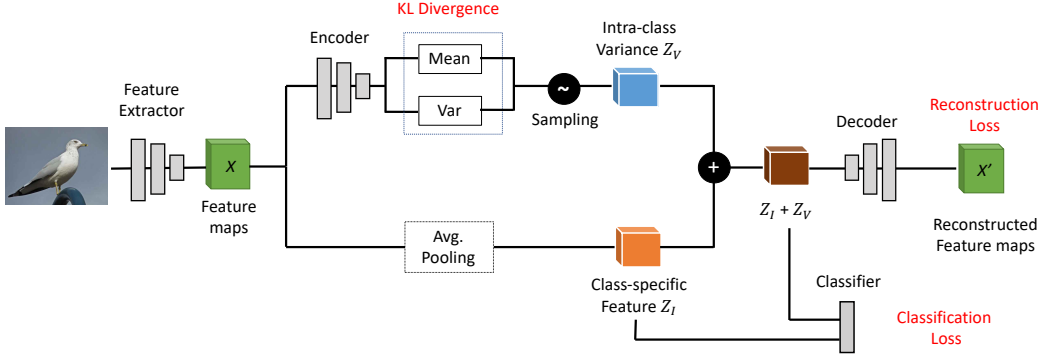 KL Divergence
Encoder
Mean
Var
~
Sampling
Intra-class
Variance Z_V
Feature
Extractor
X
Feature
maps
Avg.
Pooling
Class-specific
Feature Z_I
+
Z_I + Z_V
Decoder
Reconstruction
Loss
X'
Reconstructed
Feature maps
Classifier
Classification
Loss